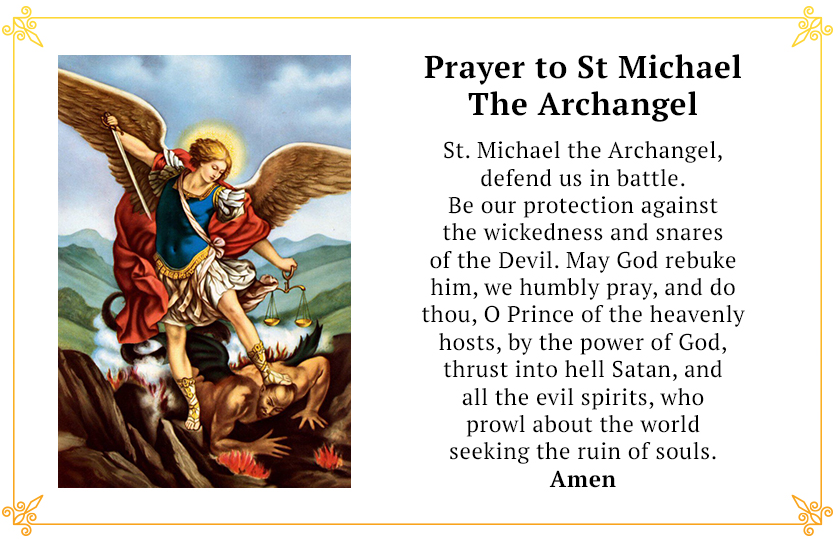 Prayer to St Michael
The Archangel
St. Michael the Archangel,
defend us in battle.
Be our protection against
the wickedness and snares
of the Devil. May God rebuke
him, we humbly pray, and do
thou, O Prince of the heavenly
hosts, by the power of God,
thrust into hell Satan, and
all the evil spirits, who
prowl about the world
seeking the ruin of souls.
Amen